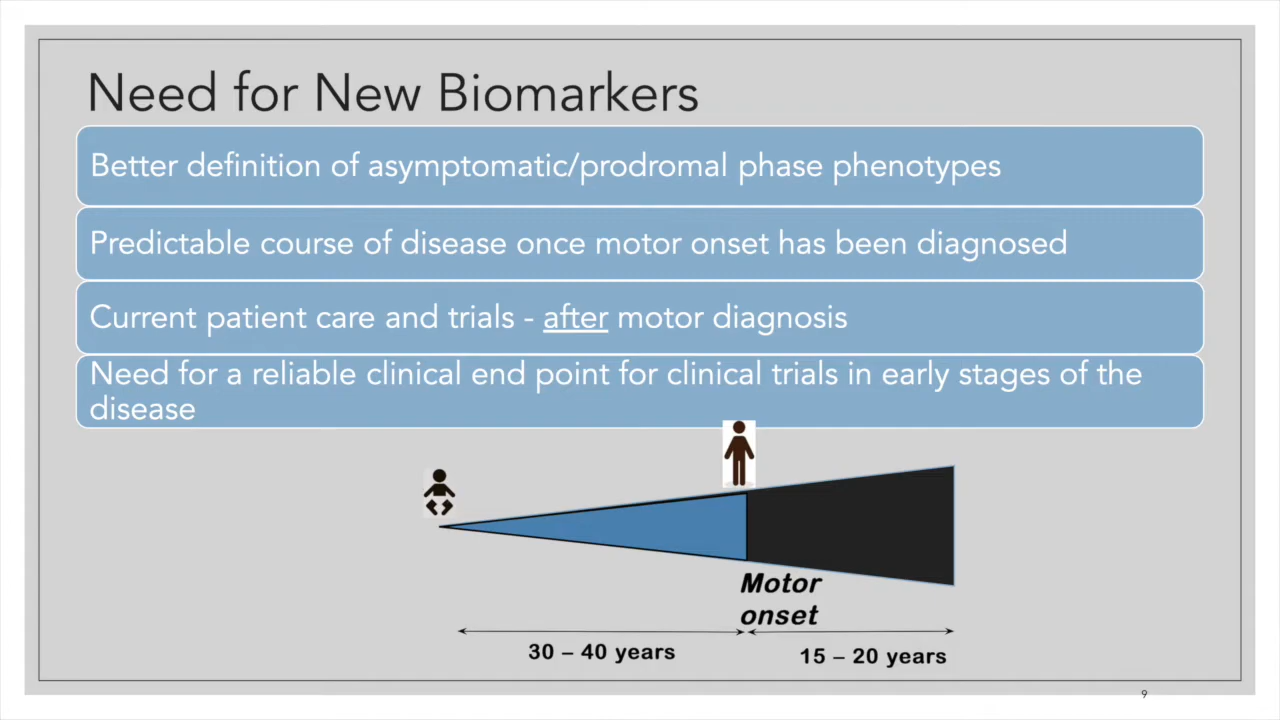 Need for New Biomarkers
Better definition of asymptomatic/prodromal phase phenotypes
Predictable course of disease once motor onset has been diagnosed
Current patient care and trials - after motor diagnosis
Need for a reliable clinical end point for clinical trials in early stages of the
disease
Motor
onset
30 – 40 years
15 – 20 years
9